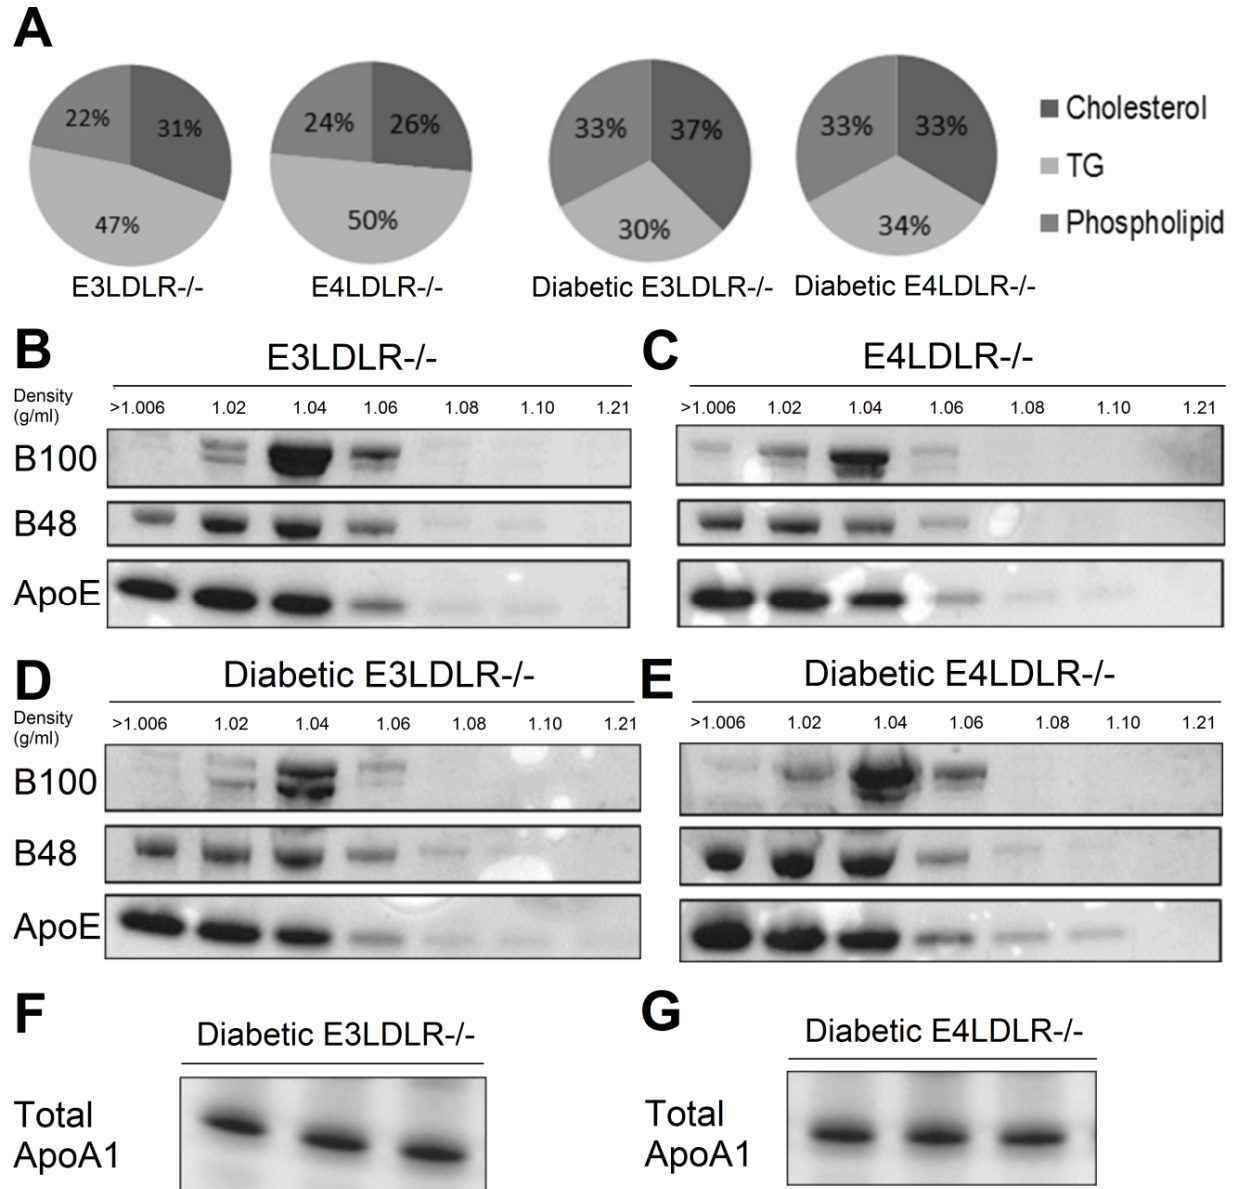 A
22%
31%
47%
E3LDLR-/-
24%
26%
50%
E4LDLR-/-
33%
37%
30%
Diabetic E3LDLR-/-
33%
33%
34%
Diabetic E4LDLR-/-
Cholesterol
TG
Phospholipid
B
E3LDLR-/-
Density
(g/ml)
>1.006 1.02 1.04 1.06 1.08 1.10 1.21
B100
B48
ApoE
C
E4LDLR-/-
>1.006 1.02 1.04 1.06 1.08 1.10 1.21
D
Diabetic E3LDLR-/-
Density
(g/ml)
>1.006 1.02 1.04 1.06 1.08 1.10 1.21
B100
B48
ApoE
E
Diabetic E4LDLR-/-
>1.006 1.02 1.04 1.06 1.08 1.10 1.21
F
Diabetic E3LDLR-/-
Total
ApoA1
G
Diabetic E4LDLR-/-
Total
ApoA1